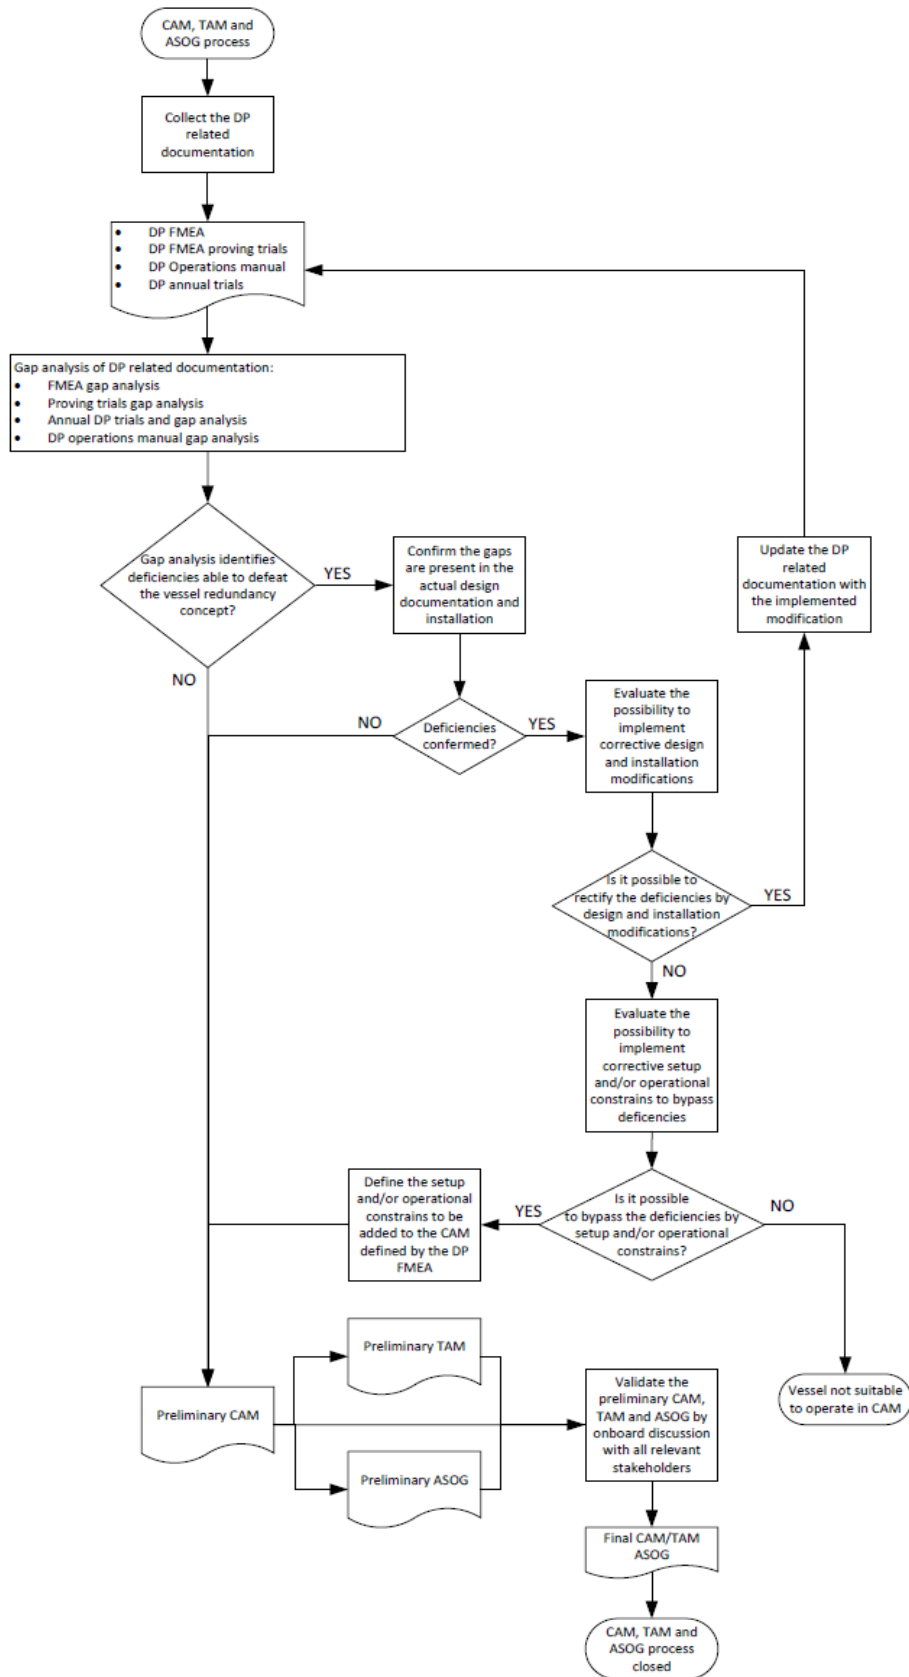 CAM, TAM and
ASOG process
Collect the DP
related
documentation
• DP FMEA
• DP FMEA proving trials
• DP Operations manual
• DP annual trials
Gap analysis of DP related documentation:
• FMEA gap analysis
• Proving trials gap analysis
• Annual DP trials and gap analysis
• DP operations manual gap analysis
Gap analysis identifies
deficiencies able to defeat
the vessel redundancy
concept?
YES
NO
Confirm the gaps
are present in the
actual design
documentation and
installation
Update the DP
related
documentation with
the implemented
modification
Deficiencies
confermed?
NO
YES
Evaluate the
possibility to
implement
corrective design
and installation
modifications
Is it possible to
rectify the deficiencies by
design and installation
modifications?
YES
NO
Evaluate the
possibility to
implement
corrective setup
and/or operational
constrains to bypass
deficencies
Is it possible
to bypass the deficiencies by
setup and/or operational
constrains?
YES
NO
Define the setup
and/or operational
constrains to be
added to the CAM
defined by the DP
FMEA
Preliminary TAM
Preliminary CAM
Preliminary ASOG
Validate the
preliminary CAM,
TAM and ASOG by
onboard discussion
with all relevant
stakeholders
Vessel not suitable
to operate in CAM
Final CAM/TAM
ASOG
CAM, TAM and
ASOG process
closed